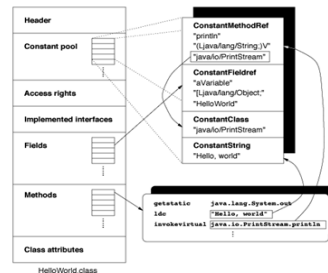 Header
Constant pool
Access rights
Implemented interfaces
Fields
Methods
Class attributes
HelloWorld.class
ConstantMethodRef
"println"
"(Ljava/lang/String;)V"
"java/io/PrintStream"
ConstantFieldref
"aVariable"
"[Ljava/lang/Object;"
"HelloWorld"
ConstantClass
"java/io/PrintStream"
ConstantString
"Hello, world"
getstatic java.lang.System.out
ldc "Hello, world"
invokevirtual java.io.PrintStream.println